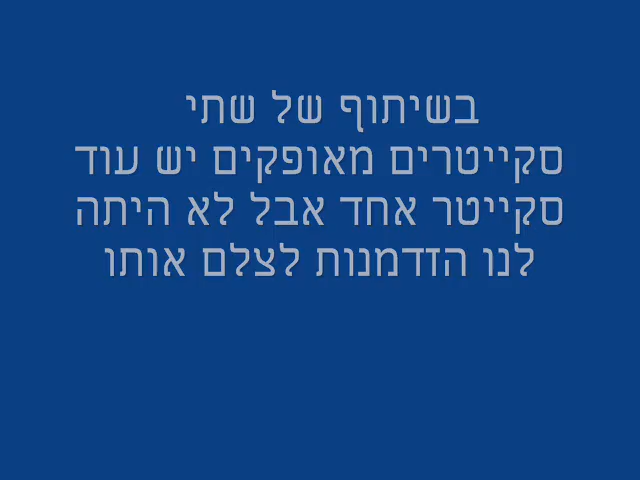 בשיתוף של שתי
סקייטרים מאופקים יש עוד
סקייטר אחד אבל לא היתה
לנו הזדמנות לצלם אותו